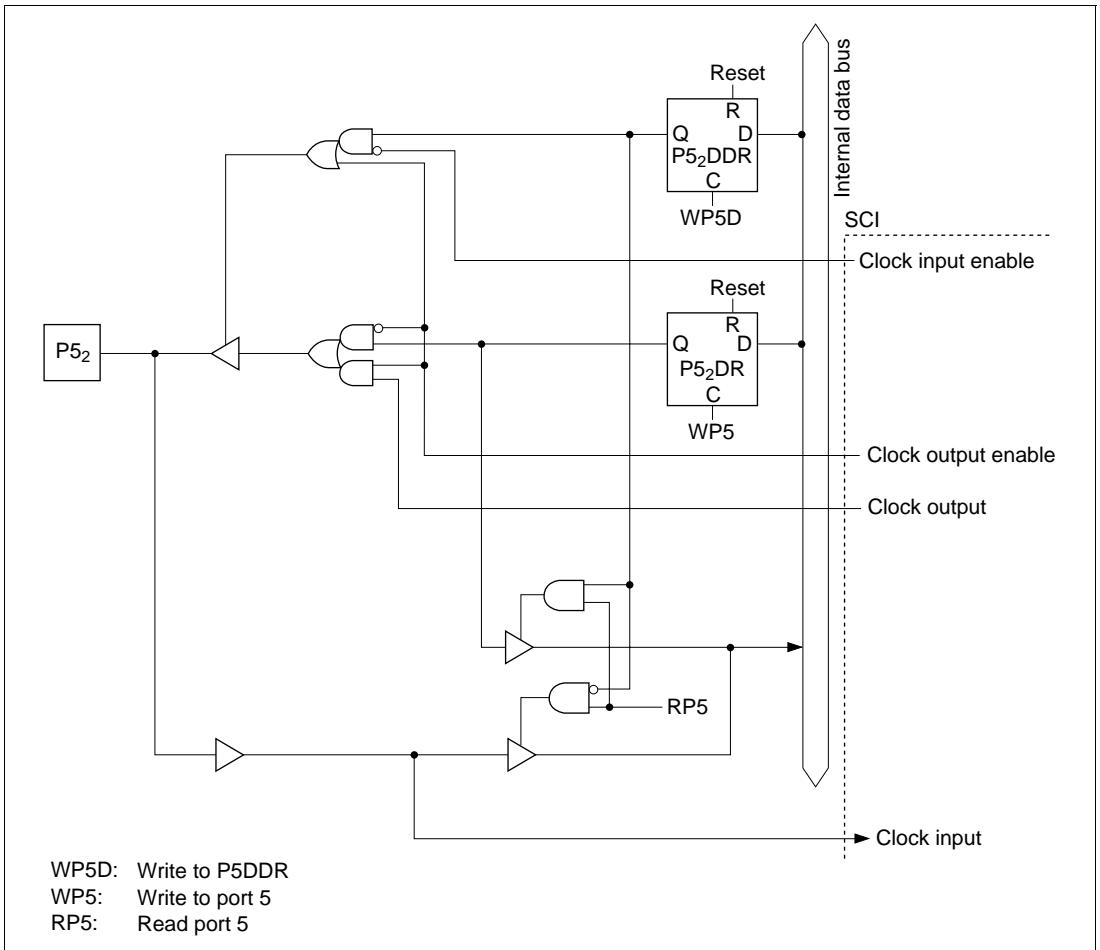 Reset
R
Q D
P5₂DDR
C
WP5D
Internal data bus
SCI
Clock input enable
Reset
R
Q D
P5₂DR
C
WP5
P5₂
Clock output enable
Clock output
RP5
Clock input
WP5D: Write to P5DDR
WP5: Write to port 5
RP5: Read port 5